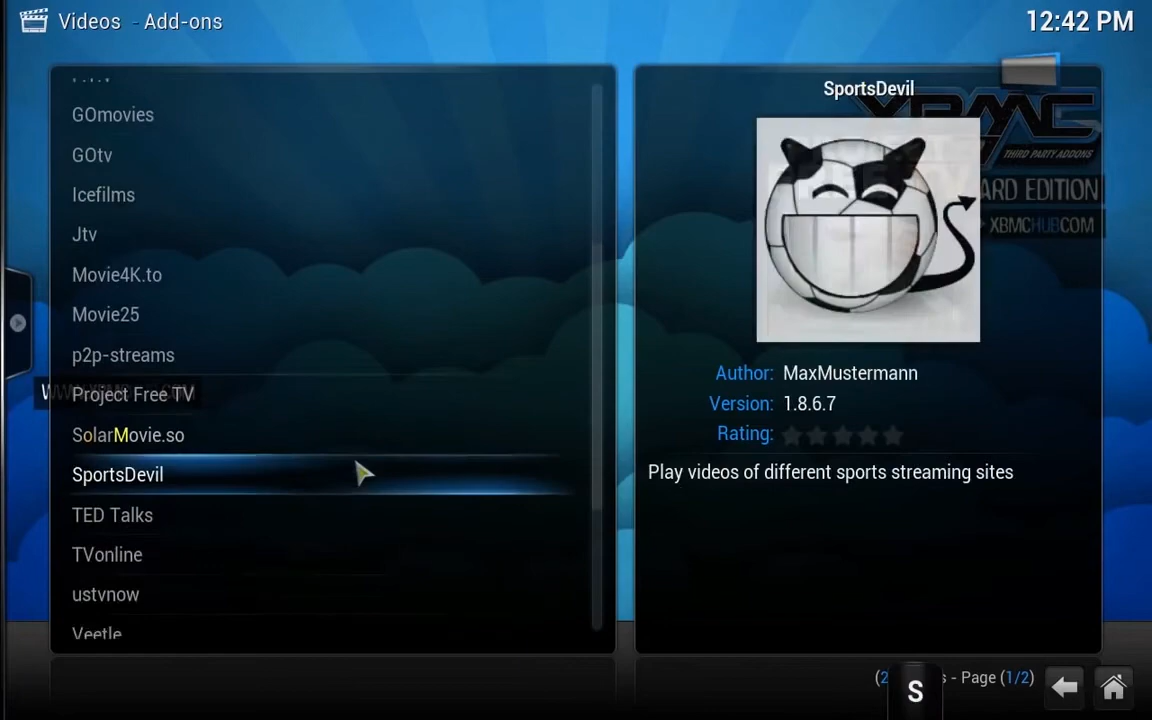 Videos - Add-ons
12:42 PM
GOmovies
GOtv
Icefilms
Jtv
Movie4K.to
Movie25
p2p-streams
Project Free TV
SolarMovie.so
SportsDevil
TED Talks
TVonline
ustvnow
Veetle
SportsDevil
XBMC
THIRD PARTY ADDONS
ARD EDITION
XBMCHUB.COM
Author: MaxMustermann
Version: 1.8.6.7
Rating:
Play videos of different sports streaming sites
(2 s - Page (1/2)
S